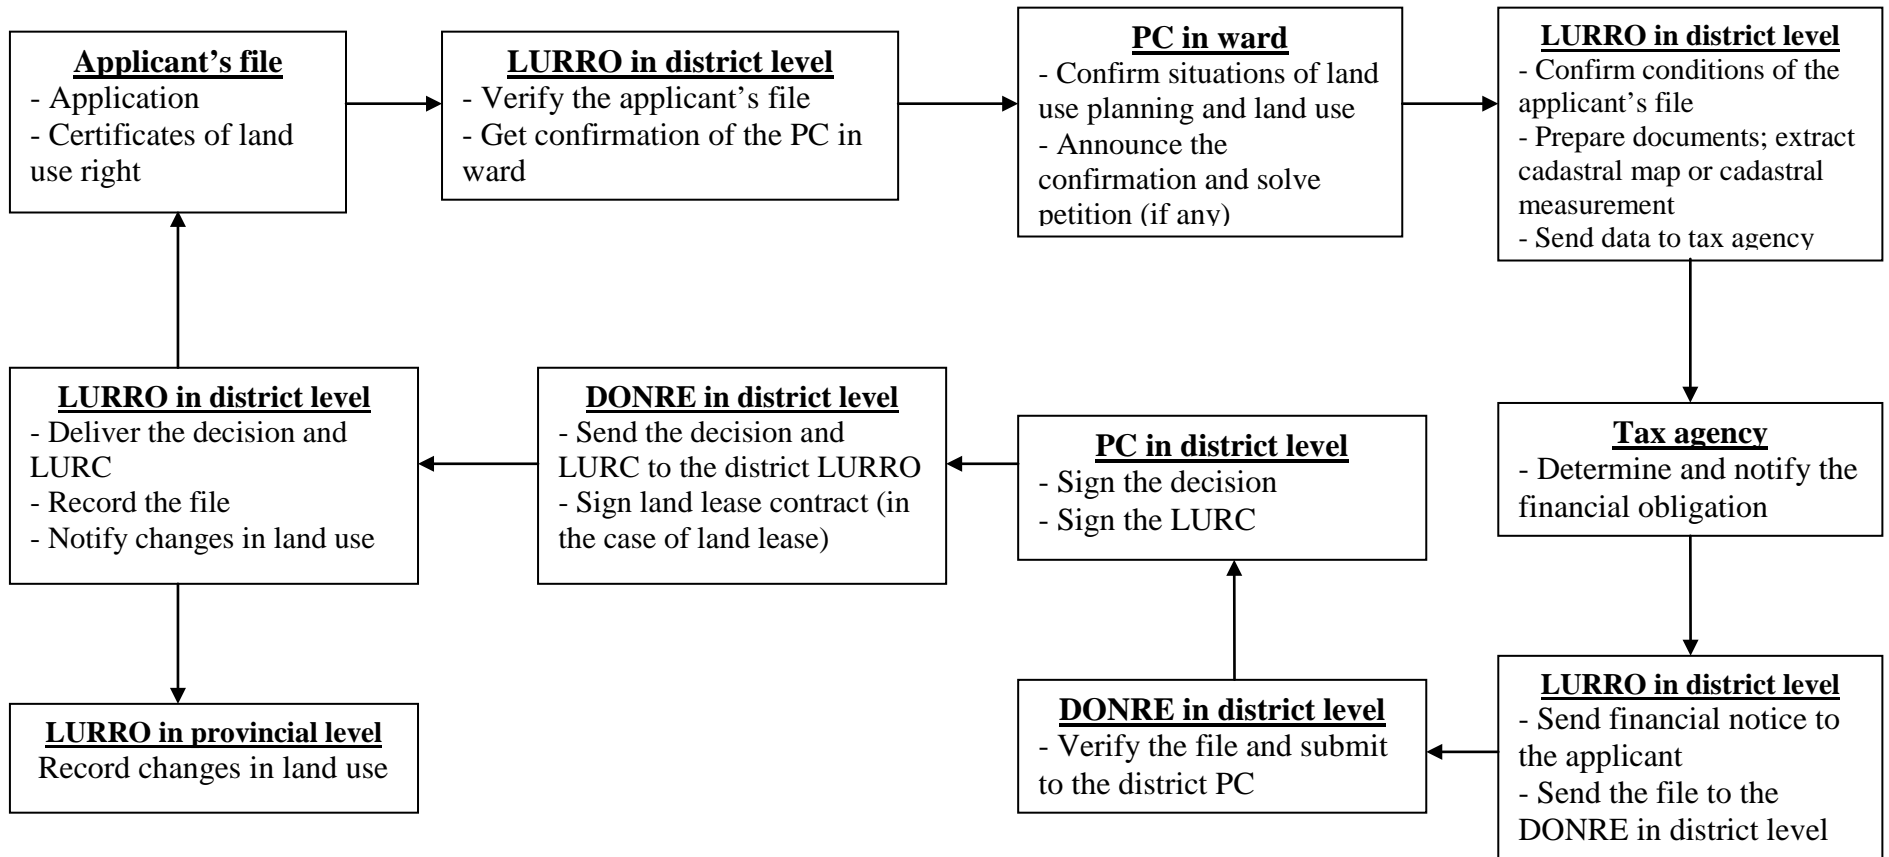 Applicant’s file
- Application
- Certificates of land
use right
LURRO in district level
- Verify the applicant’s file
- Get confirmation of the PC in
ward
PC in ward
- Confirm situations of land
use planning and land use
- Announce the
confirmation and solve
petition (if any)
LURRO in district level
- Confirm conditions of the
applicant’s file
- Prepare documents; extract
cadastral map or cadastral
measurement
- Send data to tax agency
Tax agency
- Determine and notify the
financial obligation
LURRO in district level
- Send financial notice to
the applicant
- Send the file to the
DONRE in district level
DONRE in district level
- Verify the file and submit
to the district PC
PC in district level
- Sign the decision
- Sign the LURC
DONRE in district level
- Send the decision and
LURC to the district LURRO
- Sign land lease contract (in
the case of land lease)
LURRO in district level
- Deliver the decision and
LURC
- Record the file
- Notify changes in land use
LURRO in provincial level
Record changes in land use